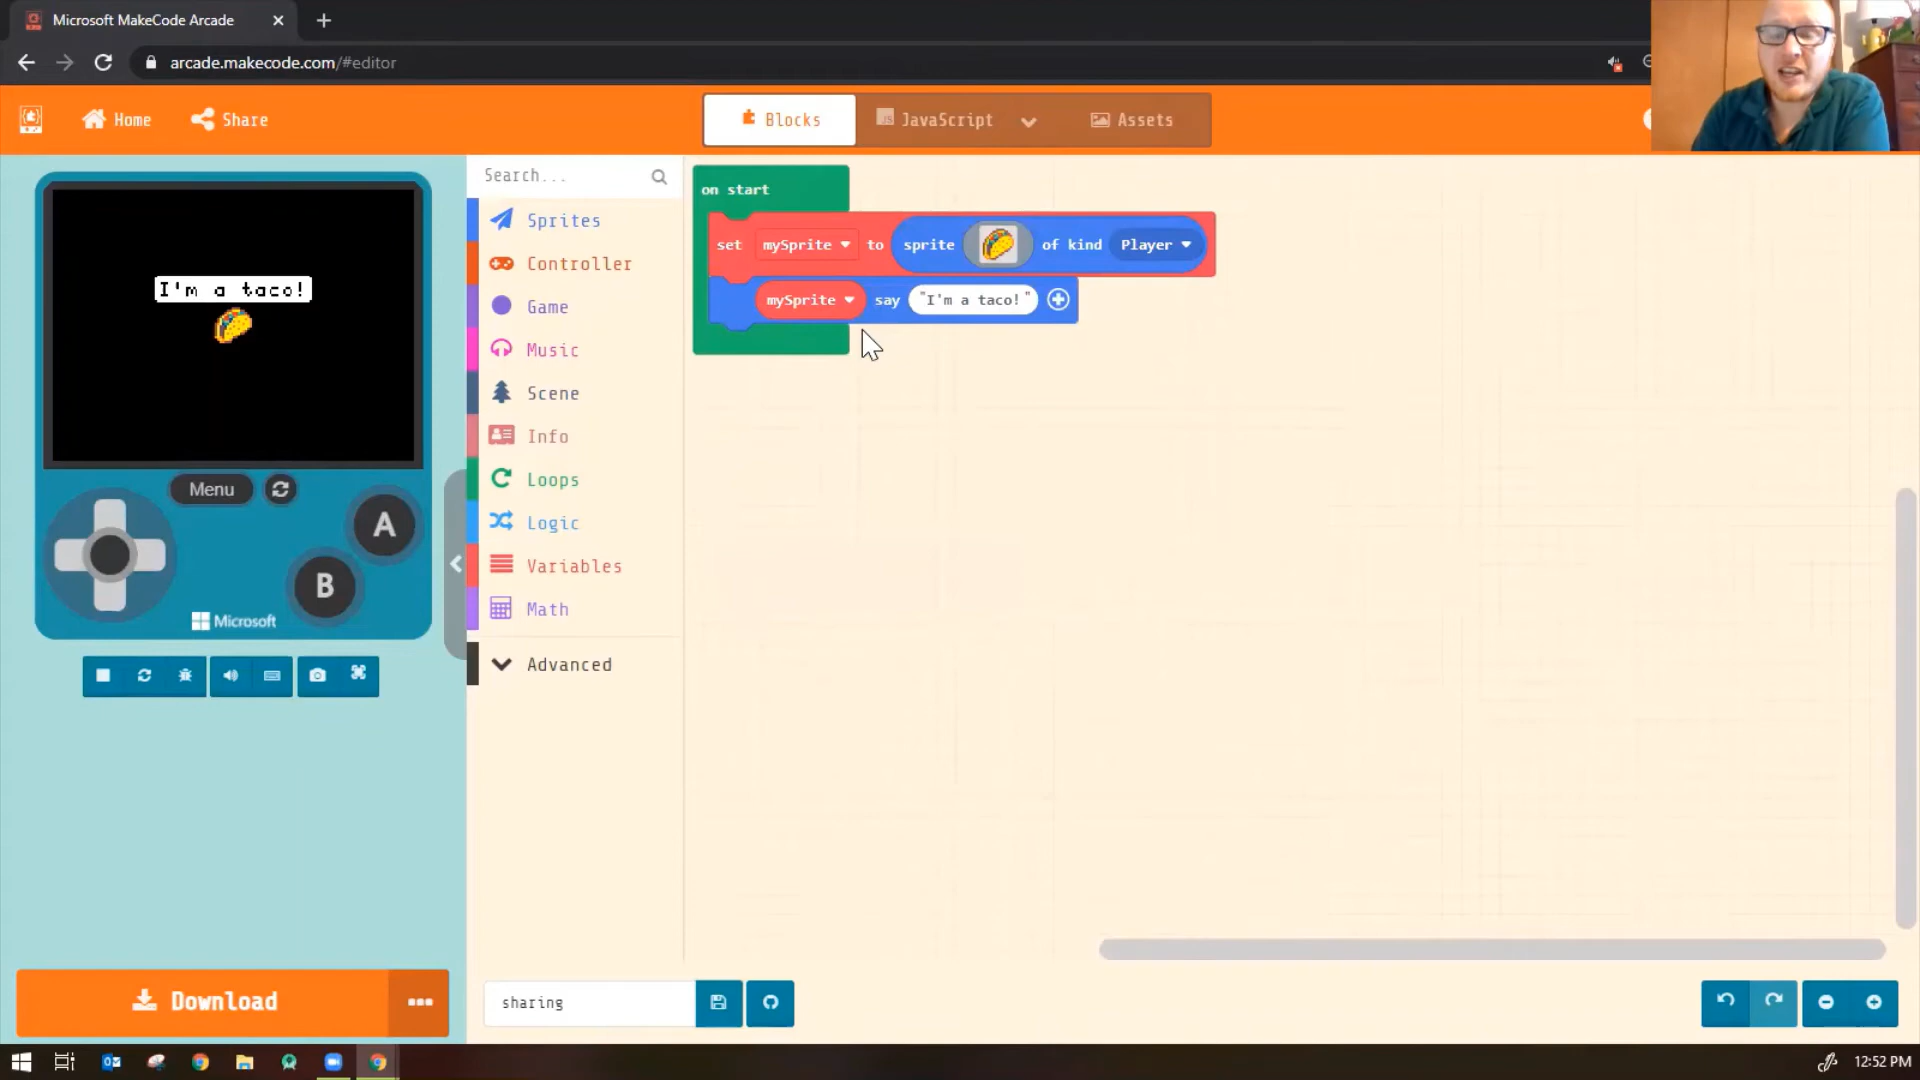 Microsoft MakeCode Arcade
arcade.makecode.com/#editor
Home
Share
Blocks
JS
JavaScript
Assets
Search...
on start
Sprites
set mySprite to sprite of kind Player
Controller
mySprite say "I'm a taco!"
I'm a taco!
Game
Music
Scene
Info
Loops
Menu
Logic
A
Variables
B
Math
Microsoft
Advanced
Download
sharing
12:52 PM